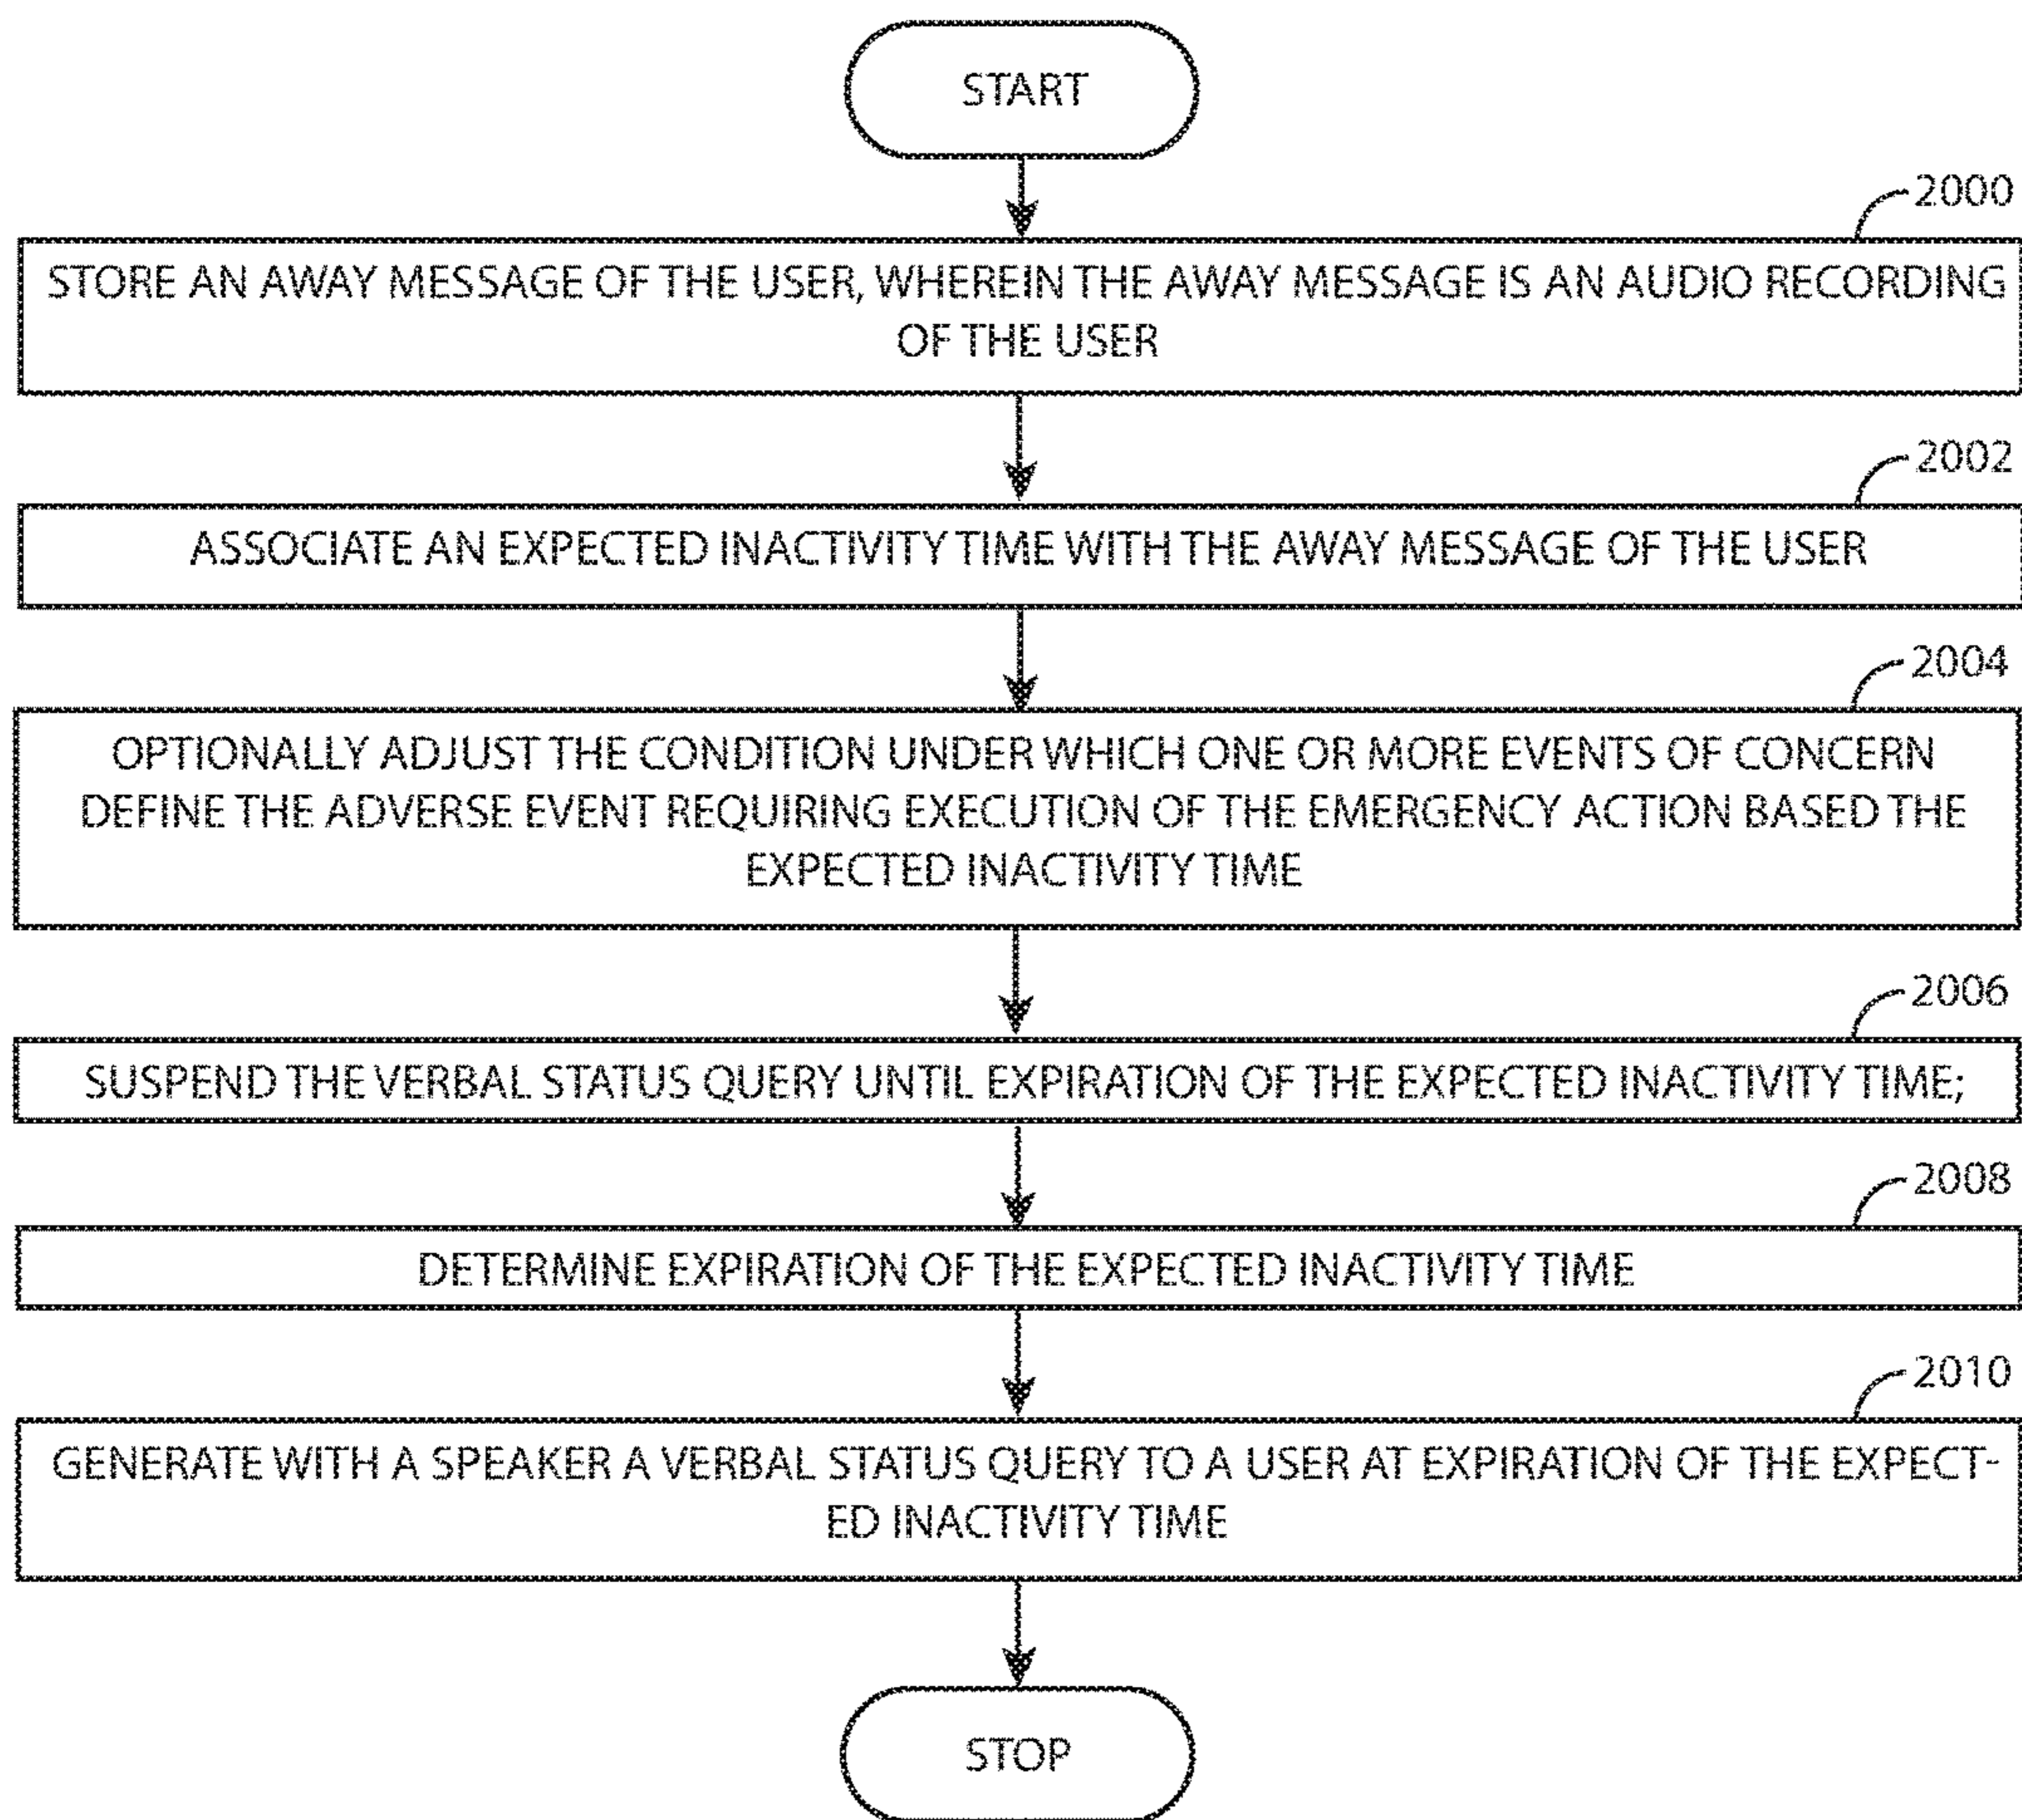 START
2000
STORE AN AWAY MESSAGE OF THE USER, WHEREIN THE AWAY MESSAGE IS AN AUDIO RECORDING
OF THE USER
2002
ASSOCIATE AN EXPECTED INACTIVITY TIME WITH THE AWAY MESSAGE OF THE USER
2004
OPTIONALLY ADJUST THE CONDITION UNDER WHICH ONE OR MORE EVENTS OF CONCERN
DEFINE THE ADVERSE EVENT REQUIRING EXECUTION OF THE EMERGENCY ACTION BASED THE
EXPECTED INACTIVITY TIME
2006
SUSPEND THE VERBAL STATUS QUERY UNTIL EXPIRATION OF THE EXPECTED INACTIVITY TIME;
2008
DETERMINE EXPIRATION OF THE EXPECTED INACTIVITY TIME
2010
GENERATE WITH A SPEAKER A VERBAL STATUS QUERY TO A USER AT EXPIRATION OF THE EXPECT-
ED INACTIVITY TIME
STOP